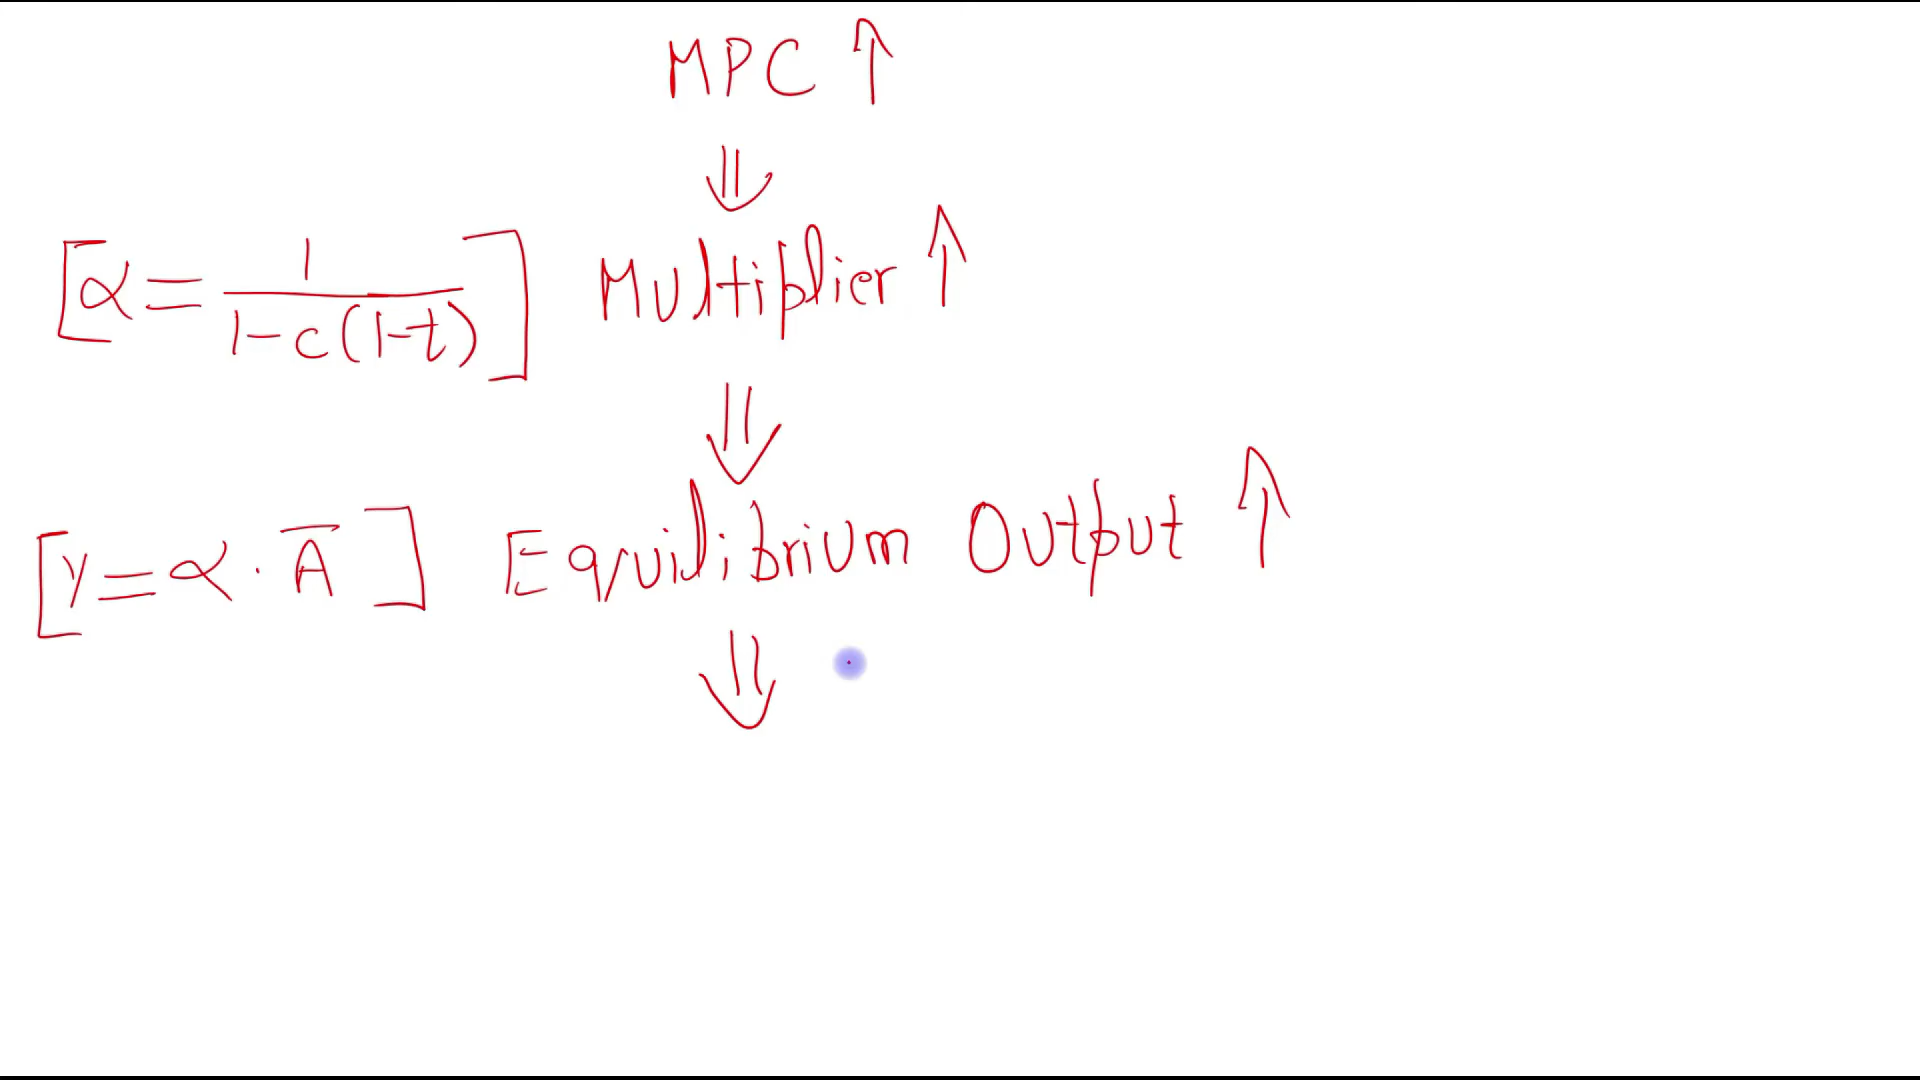 MPC ↑
⇓
[α = 1/(1-c(1-t))] Multiplier ↑
⇓
[Y = α · A̅] Equilibrium Output ↑
⇓